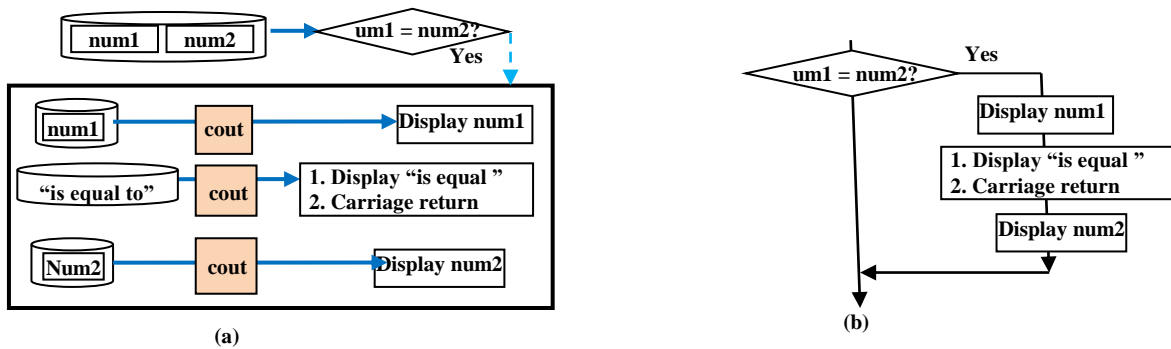 num1 num2
um1 = num2?
Yes
num1
cout
Display num1
“is equal to”
cout
1. Display “is equal ”
2. Carriage return
Num2
cout
Display num2
(a)
um1 = num2?
Yes
Display num1
1. Display “is equal ”
2. Carriage return
Display num2
(b)